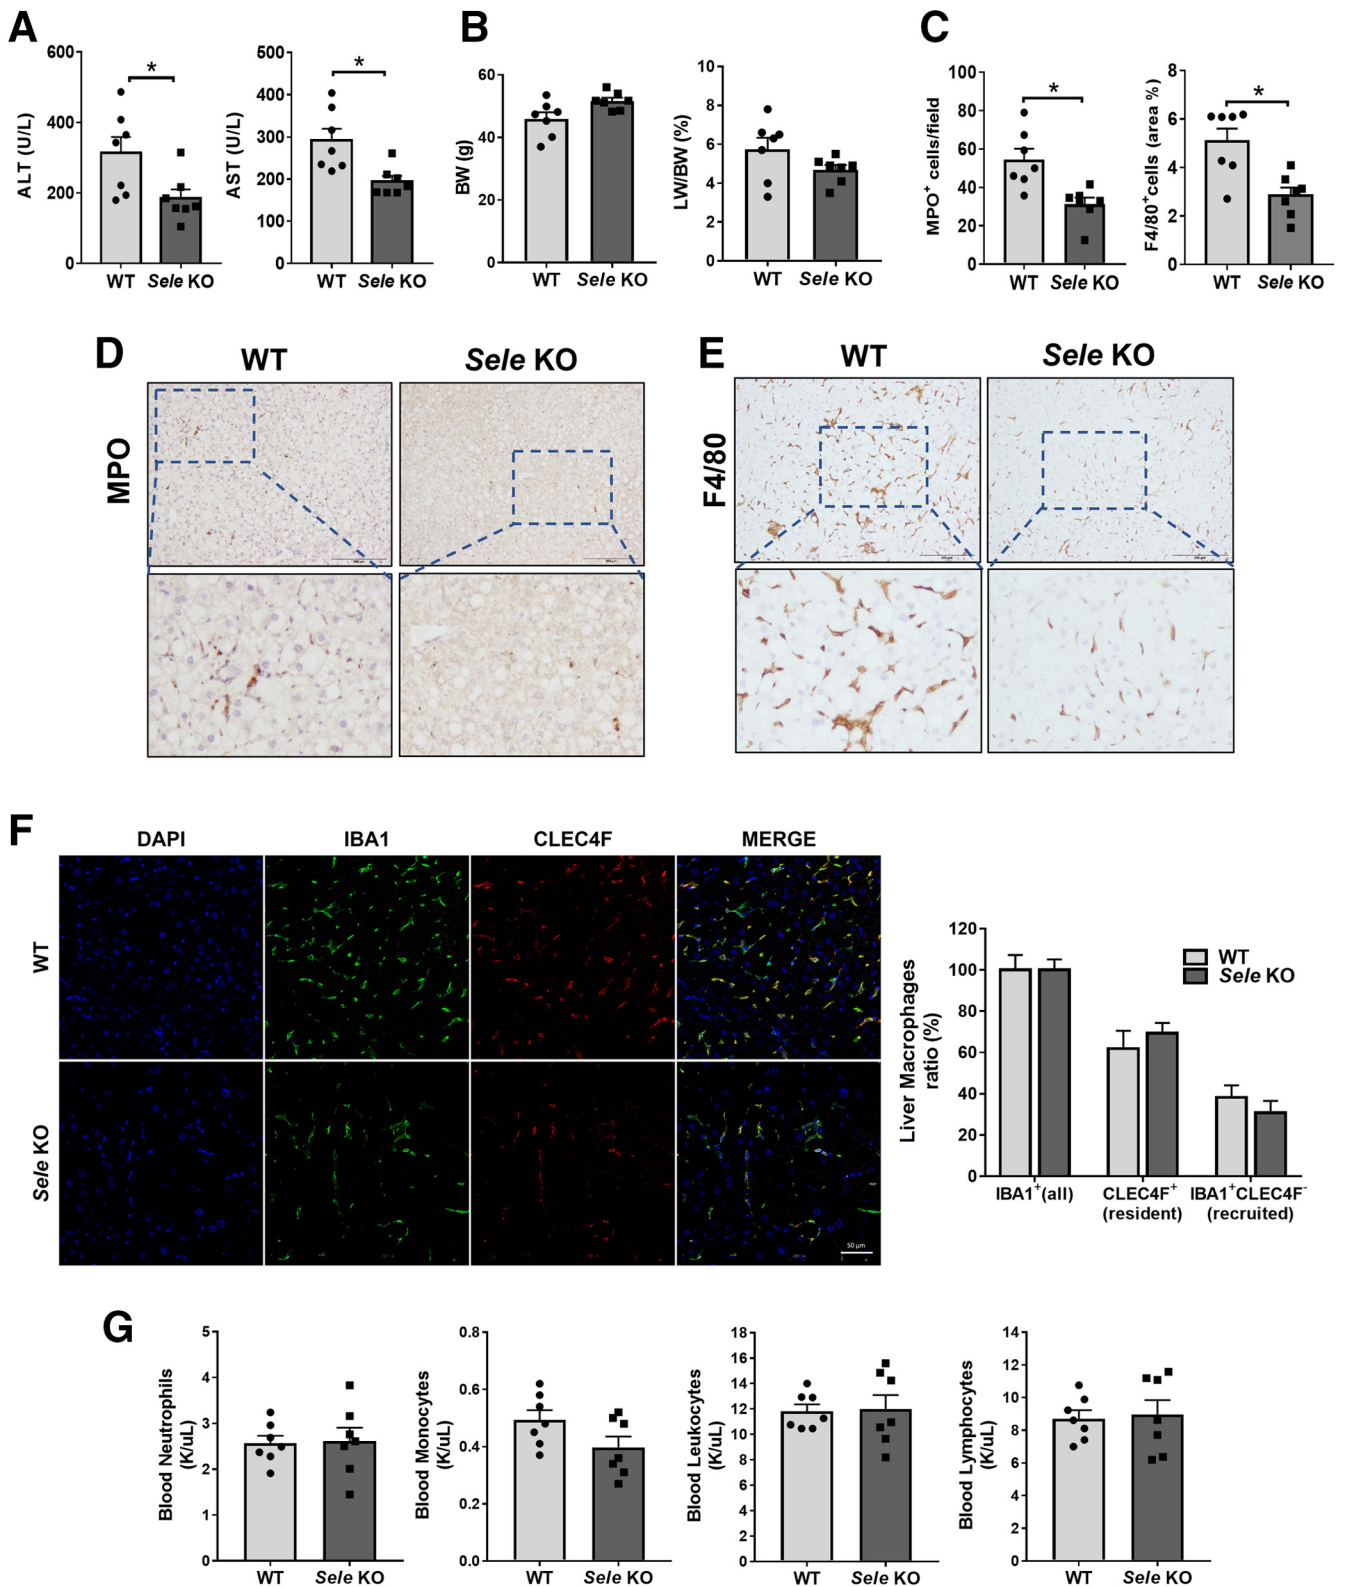 A
B
C
ALT (U/L)
600
400
200
0
*
WT Sele KO
AST (U/L)
500
400
300
200
100
0
*
WT Sele KO
BW (g)
60
40
20
0
WT Sele KO
LW/BW (%)
10
8
6
4
2
0
WT Sele KO
MPO+ cells/field
100
80
60
40
20
0
*
WT Sele KO
F4/80+cells (area %)
8
6
4
2
0
*
WT Sele KO
D
WT Sele KO
MPO
E
WT Sele KO
F4/80
F
DAPI IBA1 CLEC4F MERGE
WT
Sele KO
50 µm
Liver Macrophages
ratio (%)
120
100
80
60
40
20
0
WT
Sele KO
IBA1+(all) CLEC4F+ IBA1+CLEC4F-
(resident) (recruited)
G
Blood Neutrophils
(K/uL)
5
4
3
2
1
0
WT Sele KO
Blood Monocytes
(K/uL)
0.8
0.6
0.4
0.2
0.0
WT Sele KO
Blood Leukocytes
(K/uL)
18
16
14
12
10
8
6
4
2
0
WT Sele KO
Blood Lymphocytes
(K/uL)
14
12
10
8
6
4
2
0
WT Sele KO